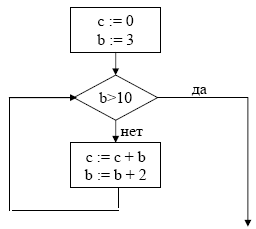 c := 0
b := 3
b>10
да
нет
c := c + b
b := b + 2